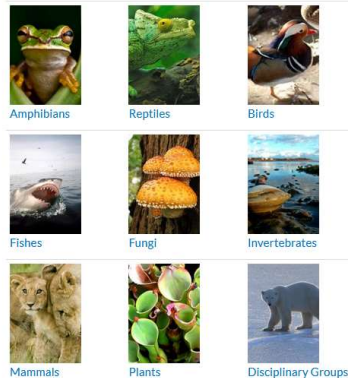 Amphibians
Reptiles
Birds
Fishes
Fungi
Invertebrates
Mammals
Plants
Disciplinary Groups